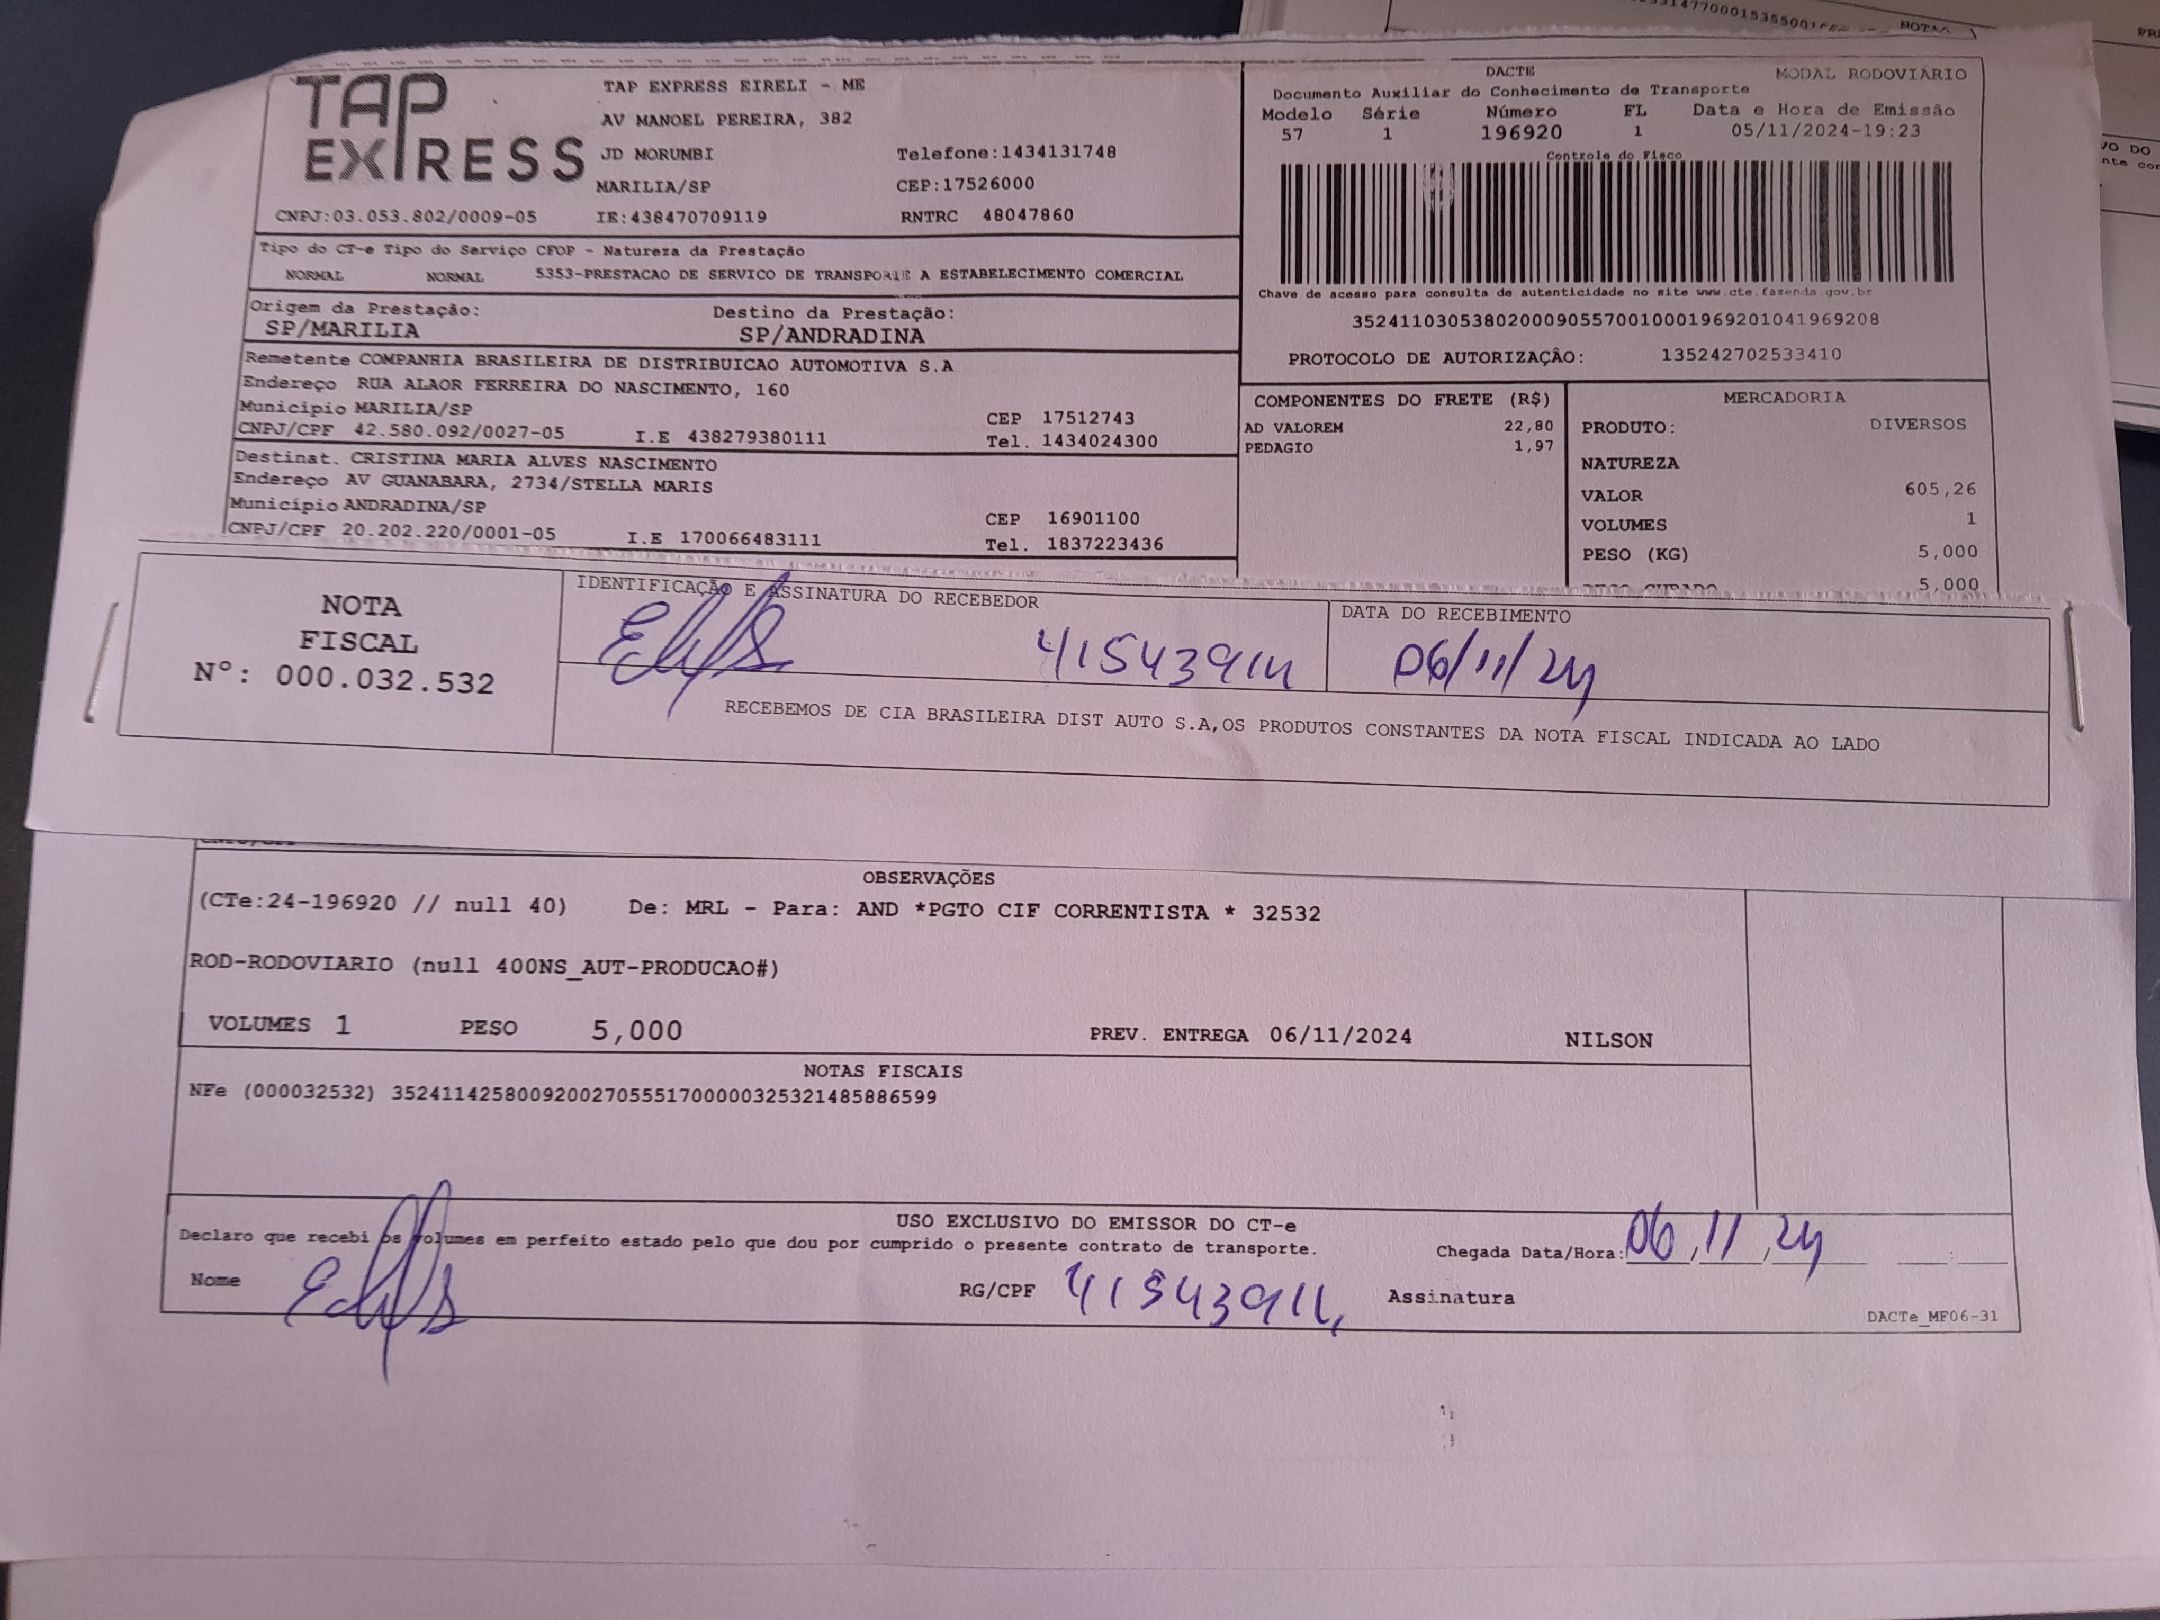 3147700015355001
NOTAS
TAP EXPRESS
TAP EXPRESS EIRELI - ME
AV MANOEL PEREIRA, 382
JD MORUMBI Telefone:1434131748
MARILIA/SP CEP:17526000
CNPJ:03.053.802/0009-05 IE:438470709119 RNTRC 48047860
DACTE MODAL RODOVIÁRIO
Documento Auxiliar do Conhecimento de Transporte
Modelo Série Número FL Data e Hora de Emissão
57 1 196920 1 05/11/2024-19:23
Controle do Fisco
Chave de acesso para consulta de autenticidade no site www.cte.fazenda.gov.br
35241103053802000905570010001969201041969208
PROTOCOLO DE AUTORIZAÇÃO: 135242702533410
Tipo do CT-e Tipo do Serviço CFOP - Natureza da Prestação
NORMAL NORMAL 5353-PRESTACAO DE SERVICO DE TRANSPORTE A ESTABELECIMENTO COMERCIAL
Origem da Prestação: Destino da Prestação:
SP/MARILIA SP/ANDRADINA
Remetente COMPANHIA BRASILEIRA DE DISTRIBUICAO AUTOMOTIVA S.A
Endereço RUA ALAOR FERREIRA DO NASCIMENTO, 160
Município MARILIA/SP CEP 17512743
CNPJ/CPF 42.580.092/0027-05 I.E 438279380111 Tel. 1434024300
Destinat. CRISTINA MARIA ALVES NASCIMENTO
Endereço AV GUANABARA, 2734/STELLA MARIS
Município ANDRADINA/SP CEP 16901100
CNPJ/CPF 20.202.220/0001-05 I.E 170066483111 Tel. 1837223436
COMPONENTES DO FRETE (R$)
AD VALOREM 22,80
PEDAGIO 1,97
MERCADORIA
PRODUTO: DIVERSOS
NATUREZA
VALOR 605,26
VOLUMES 1
PESO (KG) 5,000
5,000
NOTA
FISCAL
Nº: 000.032.532
IDENTIFICAÇÃO E ASSINATURA DO RECEBEDOR
41543914
DATA DO RECEBIMENTO
06/11/24
RECEBEMOS DE CIA BRASILEIRA DIST AUTO S.A,OS PRODUTOS CONSTANTES DA NOTA FISCAL INDICADA AO LADO
OBSERVAÇÕES
(CTe:24-196920 // null 40) De: MRL - Para: AND *PGTO CIF CORRENTISTA * 32532
ROD-RODOVIARIO (null 400NS_AUT-PRODUCAO#)
VOLUMES 1 PESO 5,000 PREV. ENTREGA 06/11/2024 NILSON
NOTAS FISCAIS
NFe (000032532) 35241142580092002705551700000325321485886599
USO EXCLUSIVO DO EMISSOR DO CT-e
Declaro que recebi os volumes em perfeito estado pelo que dou por cumprido o presente contrato de transporte. Chegada Data/Hora: 06,11,24 :
Nome RG/CPF 41543914 Assinatura
DACTe_MF06-31